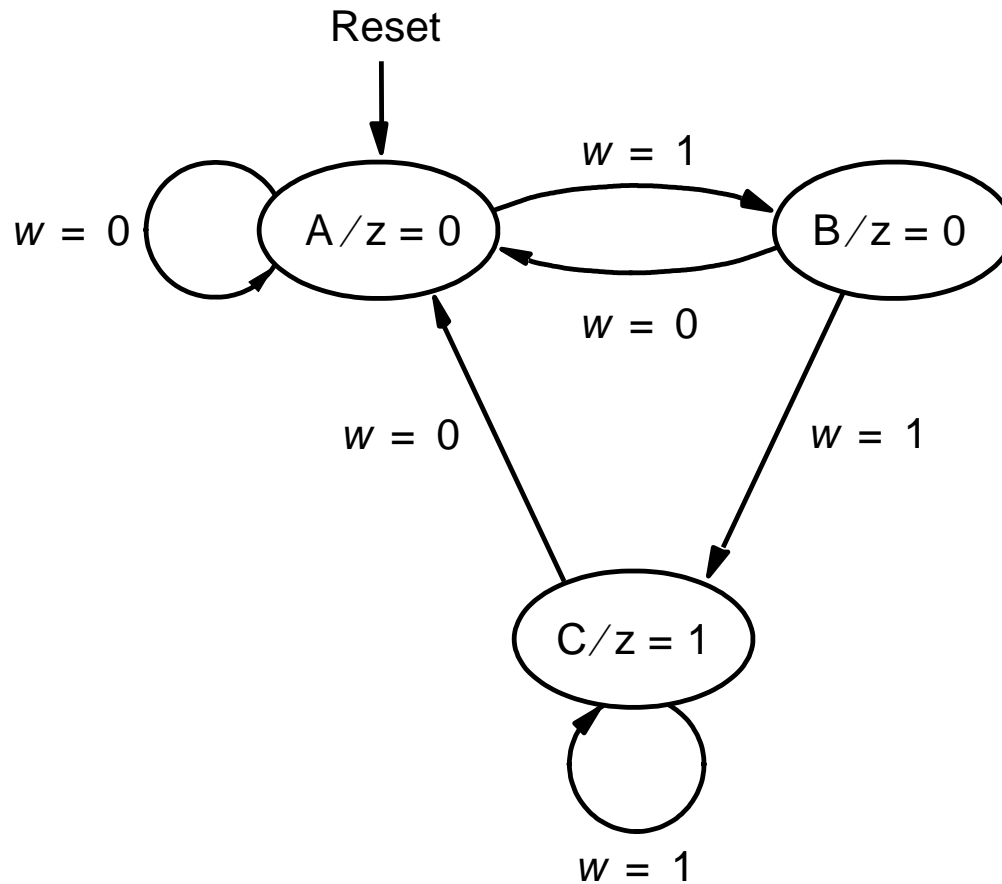 Reset
w = 1
w = 0
A/z = 0
B/z = 0
w = 0
w = 0
w = 1
C/z = 1
w = 1